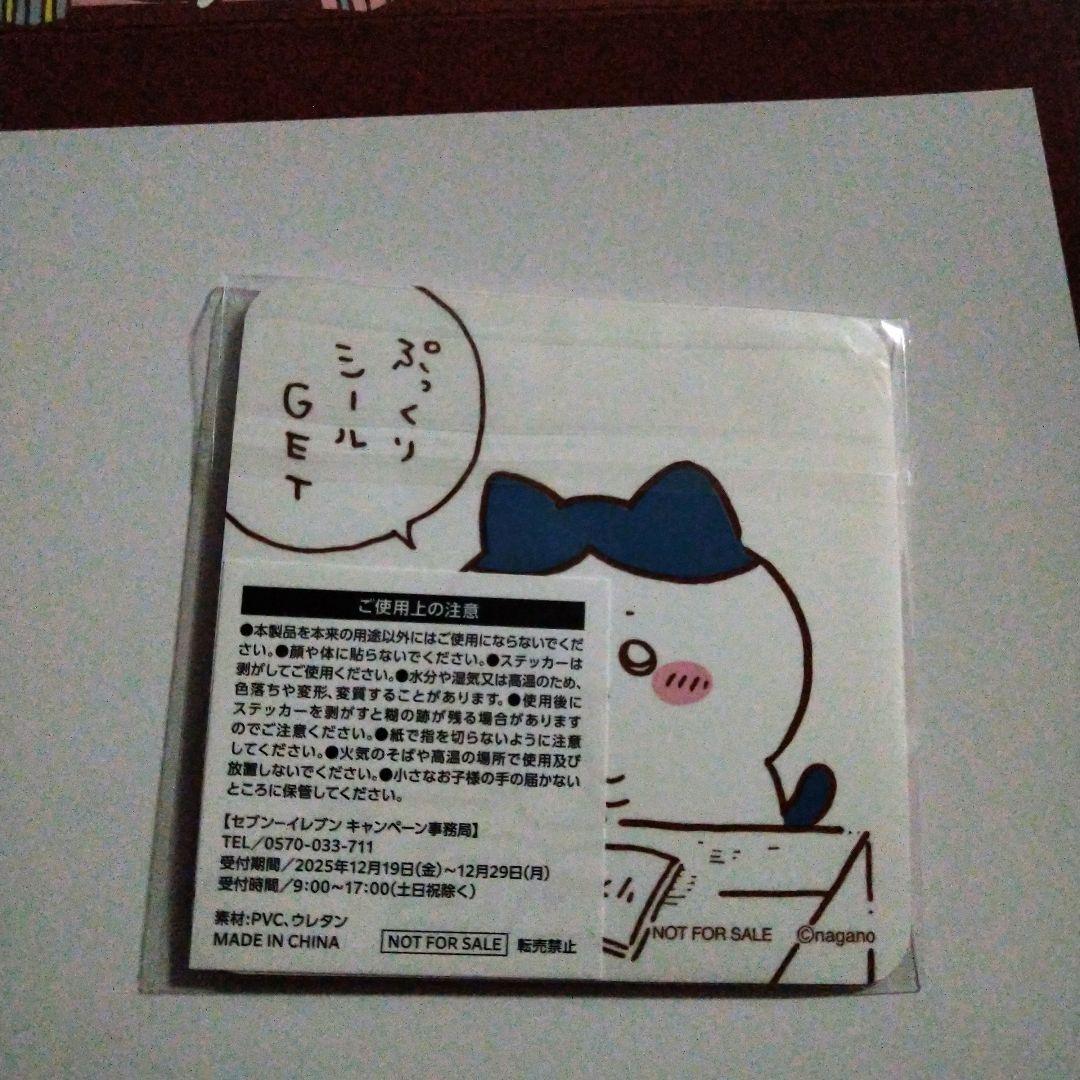 ぷっくり
シール
GET
ご使用上の注意
●本製品を本来の用途以外にはご使用にならないでくだ
さい。●顔や体に貼らないでください。●ステッカーは
剥がしてご使用ください。●水分や湿気又は高温のため、
色落ちや変形、変質することがあります。●使用後に
ステッカーを剥がすと糊の跡が残る場合があります
のでご注意ください。●紙で指を切らないように注意
してください。●火気のそばや高温の場所で使用及び
放置しないでください。●小さなお子様の手の届かない
ところに保管してください。
【セブン-イレブン キャンペーン事務局】
TEL/0570-033-711
受付期間/2025年12月19日(金)~12月29日(月)
受付時間/9:00~17:00(土日祝除く)
素材:PVC、ウレタン
MADE IN CHINA NOT FOR SALE 転売禁止
NOT FOR SALE ©nagano